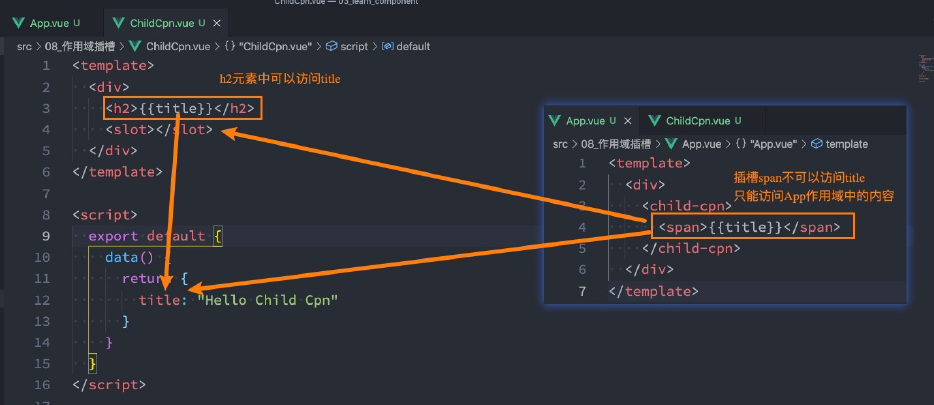 ChildCpn.vue — 03_learn_component
App.vue U ChildCpn.vue U ×
src > 08_作用域插槽 > ChildCpn.vue > {} "ChildCpn.vue" > script > default
1 <template>
2 <div>
3 <h2>{{title}}</h2>
4 <slot></slot>
5 </div>
6 </template>
7
8 <script>
9 export default {
10 data() {
11 return {
12 title: "Hello Child Cpn"
13 }
14 }
15 }
16 </script>
17
h2元素中可以访问title
App.vue U × ChildCpn.vue U
src > 08_作用域插槽 > App.vue > {} "App.vue" > template
1 <template>
2 <div>
3 <child-cpn>
4 <span>{{title}}</span>
5 </child-cpn>
6 </div>
7 </template>
插槽span不可以访问title
只能访问App作用域中的内容